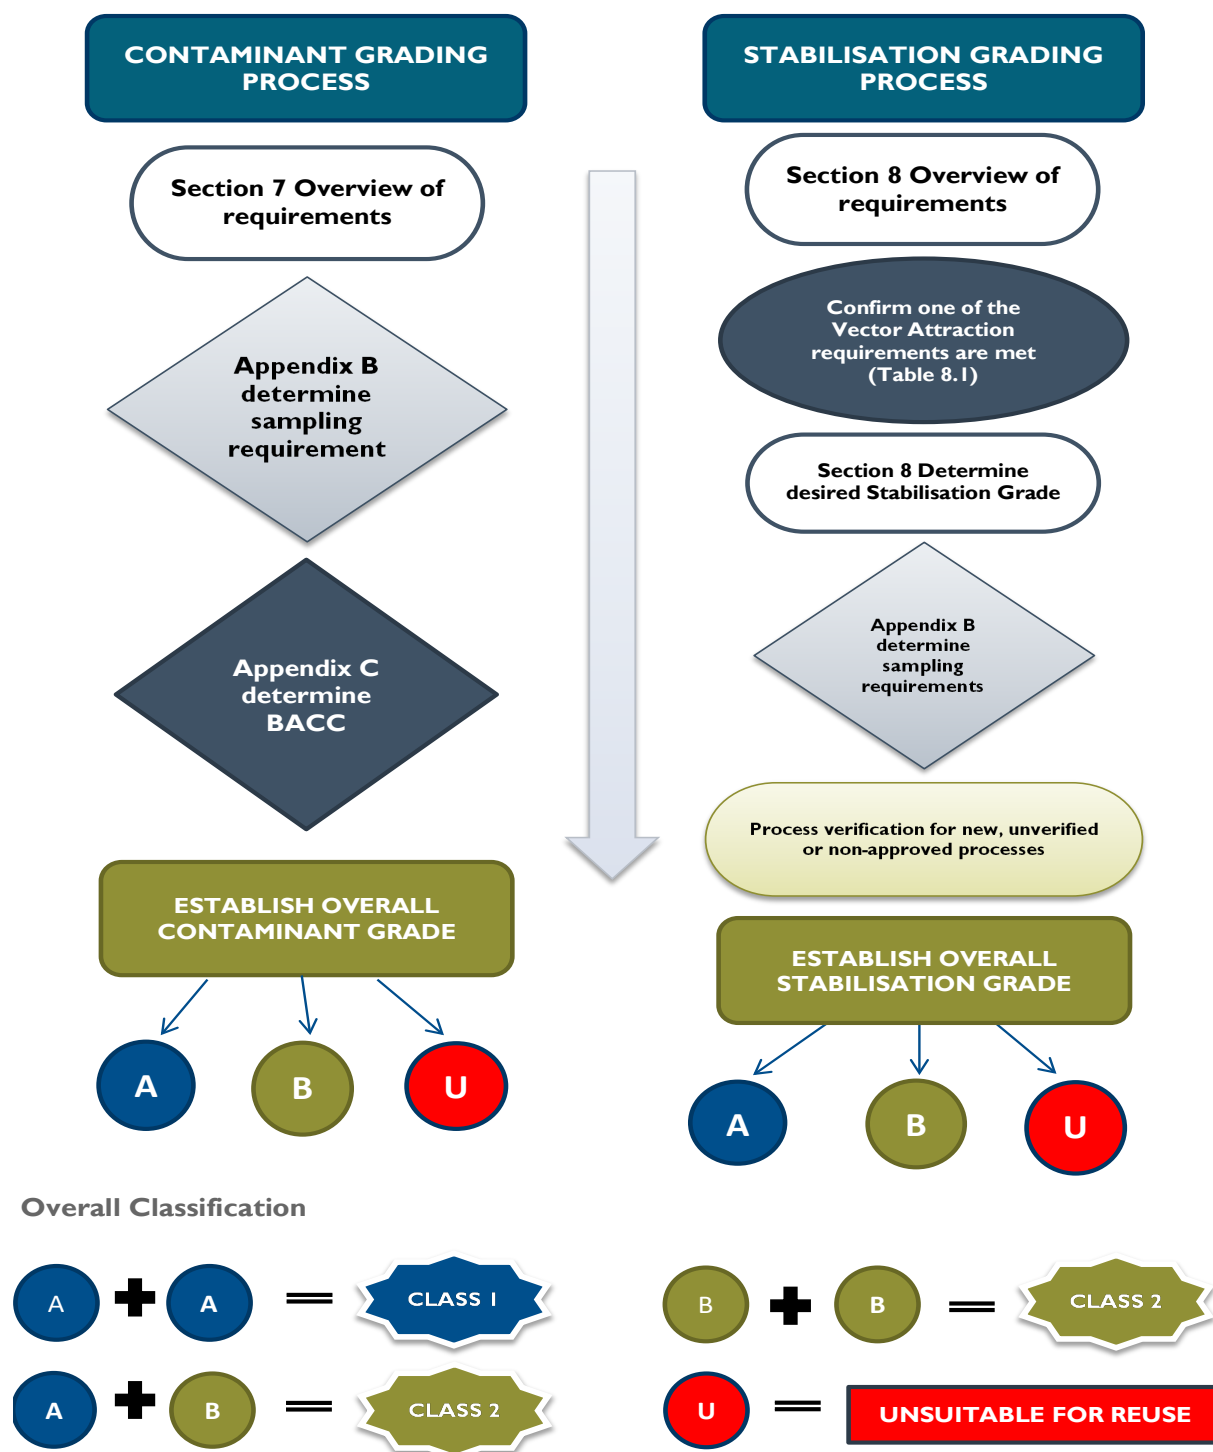 CONTAMINANT GRADING
PROCESS
Section 7 Overview of
requirements
Appendix B
determine
sampling
requirement
Appendix C
determine
BACC
ESTABLISH OVERALL
CONTAMINANT GRADE
A
B
U
STABILISATION GRADING
PROCESS
Section 8 Overview of
requirements
Confirm one of the
Vector Attraction
requirements are met
(Table 8.1)
Section 8 Determine
desired Stabilisation Grade
Appendix B
determine
sampling
requirements
Process verification for new, unverified
or non-approved processes
ESTABLISH OVERALL
STABILISATION GRADE
A
B
U
Overall Classification
A + A = CLASS 1
B + B = CLASS 2
A + B = CLASS 2
U = UNSUITABLE FOR REUSE